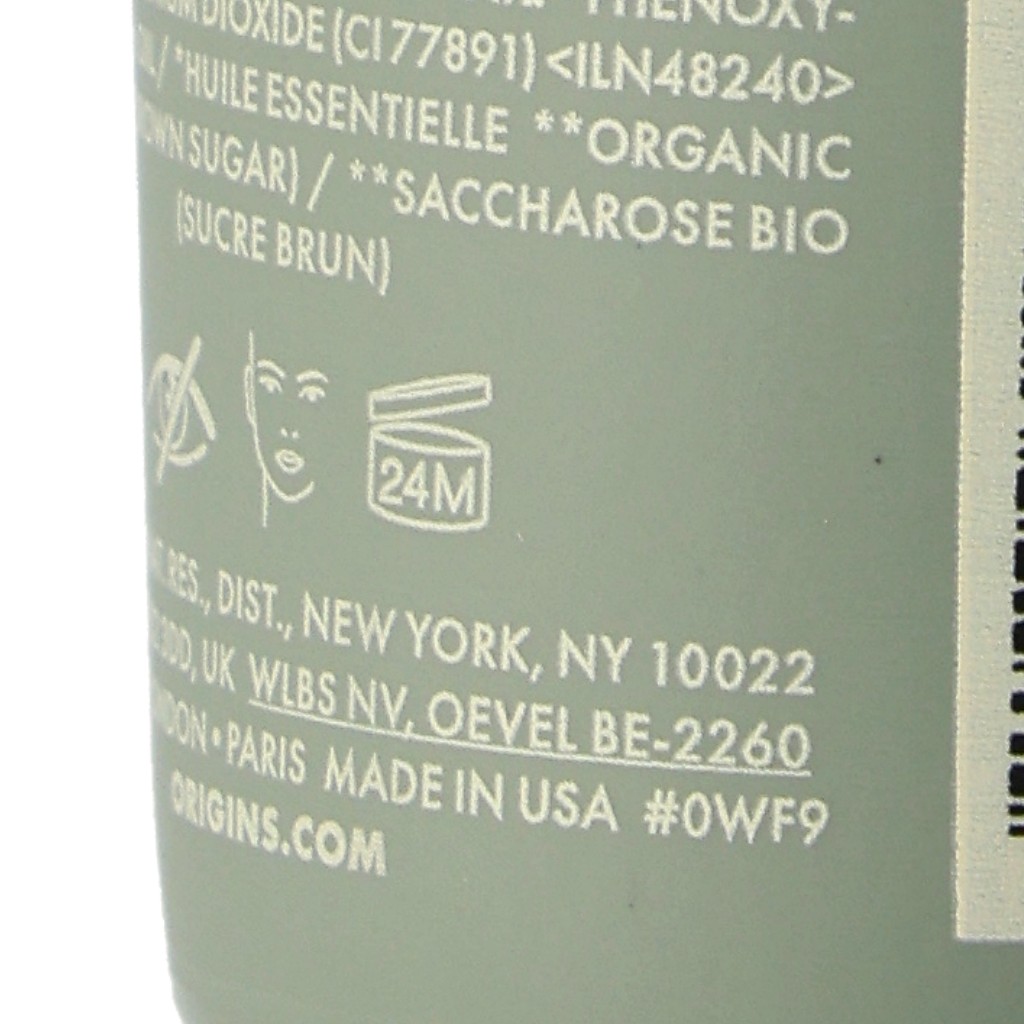 PHENOXY-
DIOXIDE (CI 77891) <ILN48240>
/ *HUILE ESSENTIELLE **ORGANIC
SUGAR) / **SACCHAROSE BIO
(SUCRE BRUN)
24M
RES., DIST., NEW YORK, NY 10022
UK WLBS NV, OEVEL BE-2260
• PARIS MADE IN USA #0WF9
ORIGINS.COM